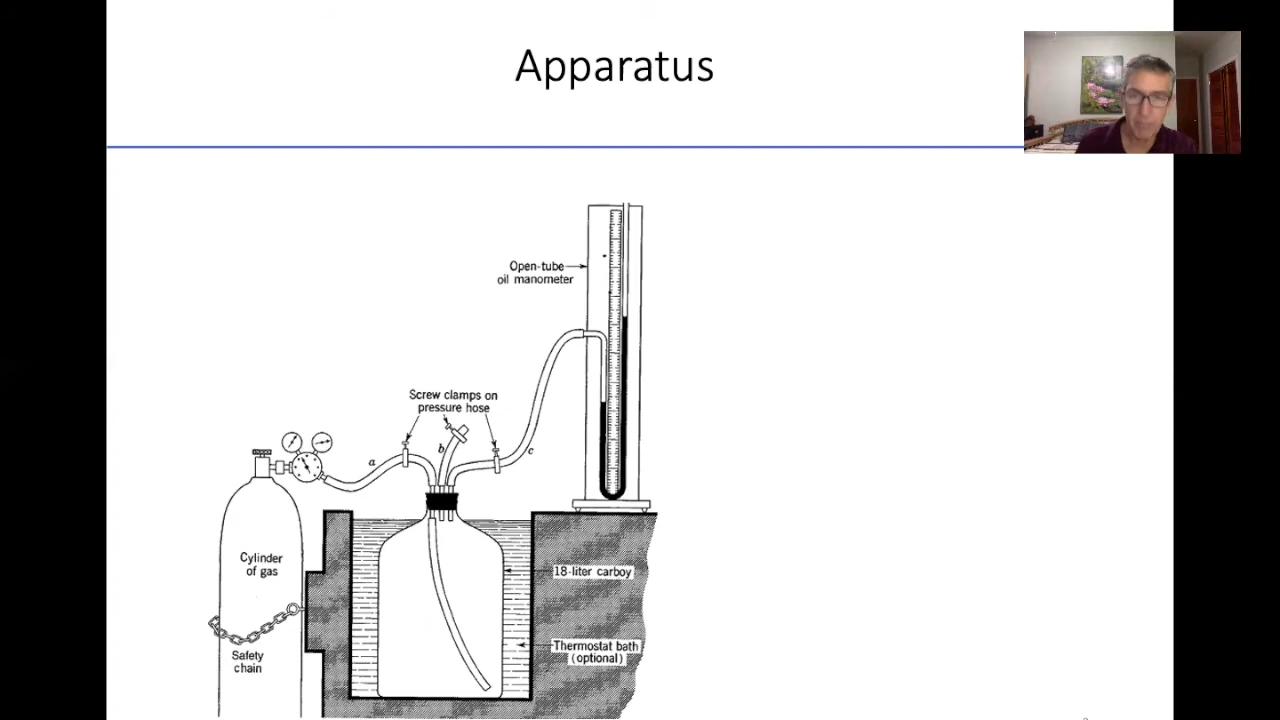 Apparatus
Open-tube
oil manometer
Screw clamps on
pressure hose
a
b
c
Cylinder
of gas
18-liter carboy
Thermostat bath
(optional)
Safety
chain